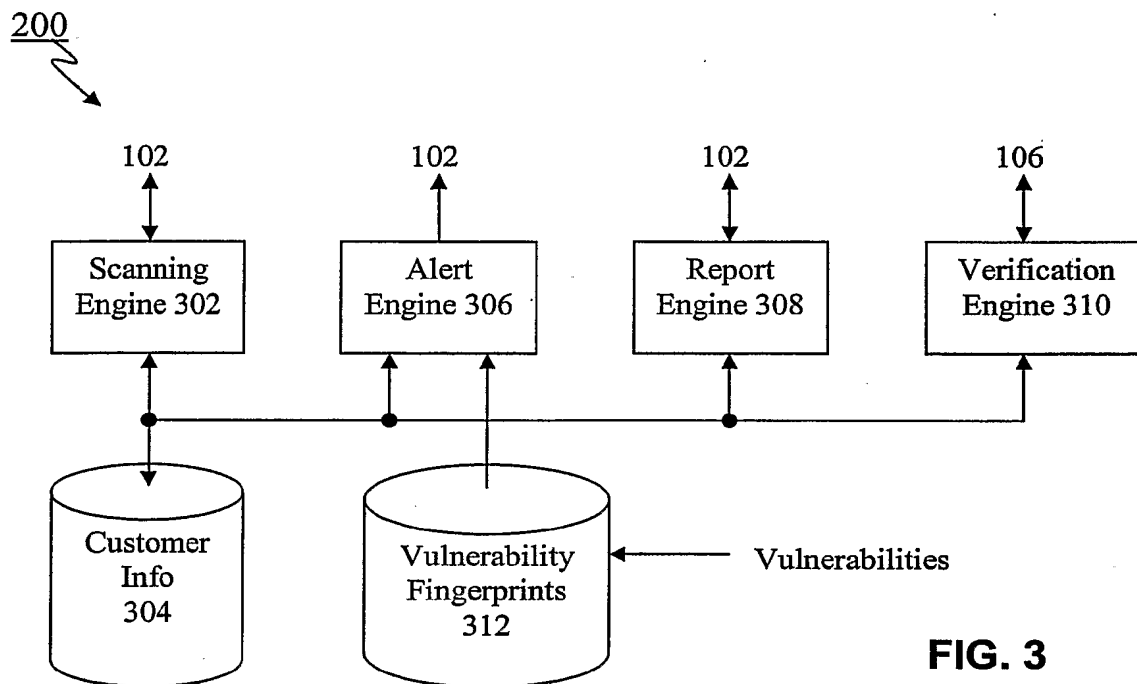 200
102
102
102
106
Scanning
Engine 302
Alert
Engine 306
Report
Engine 308
Verification
Engine 310
Customer
Info
304
Vulnerability
Fingerprints
312
Vulnerabilities
FIG. 3